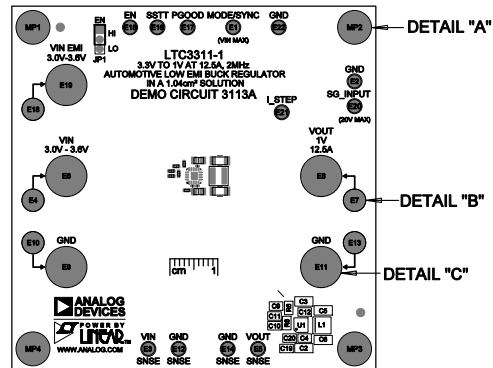 EN SSTT PGOOD MODE/SYNC GND
MP1 EN E15 E16 E17 E1 E22 MP2 DETAIL "A"
HI
LO
JP1
(VIN MAX)
VIN EMI
3.0V-3.6V
E19
E18
LTC3311-1
3.3V TO 1V AT 12.5A, 2MHz
AUTOMOTIVE LOW EMI BUCK REGULATOR
IN A 1.04cm² SOLUTION
DEMO CIRCUIT 3113A
GND
E2
SG_INPUT
E20
(20V MAX)
I_STEP
E21
VIN
3.0V - 3.6V
E6
E4
VOUT
1V
12.5A
E8
E7 DETAIL "B"
E10 GND
E9
GND E13
E11 DETAIL "C"
cm 1
ANALOG
DEVICES
POWER BY
LINEAR™
WWW.ANALOG.COM
C3
C12 C5
C11
C10
U1 L1
C20 C4 C6
C19 C2
MP4 VIN GND GND VOUT MP3
E3 E12 E14 E5
SNSE SNSE SNSE SNSE